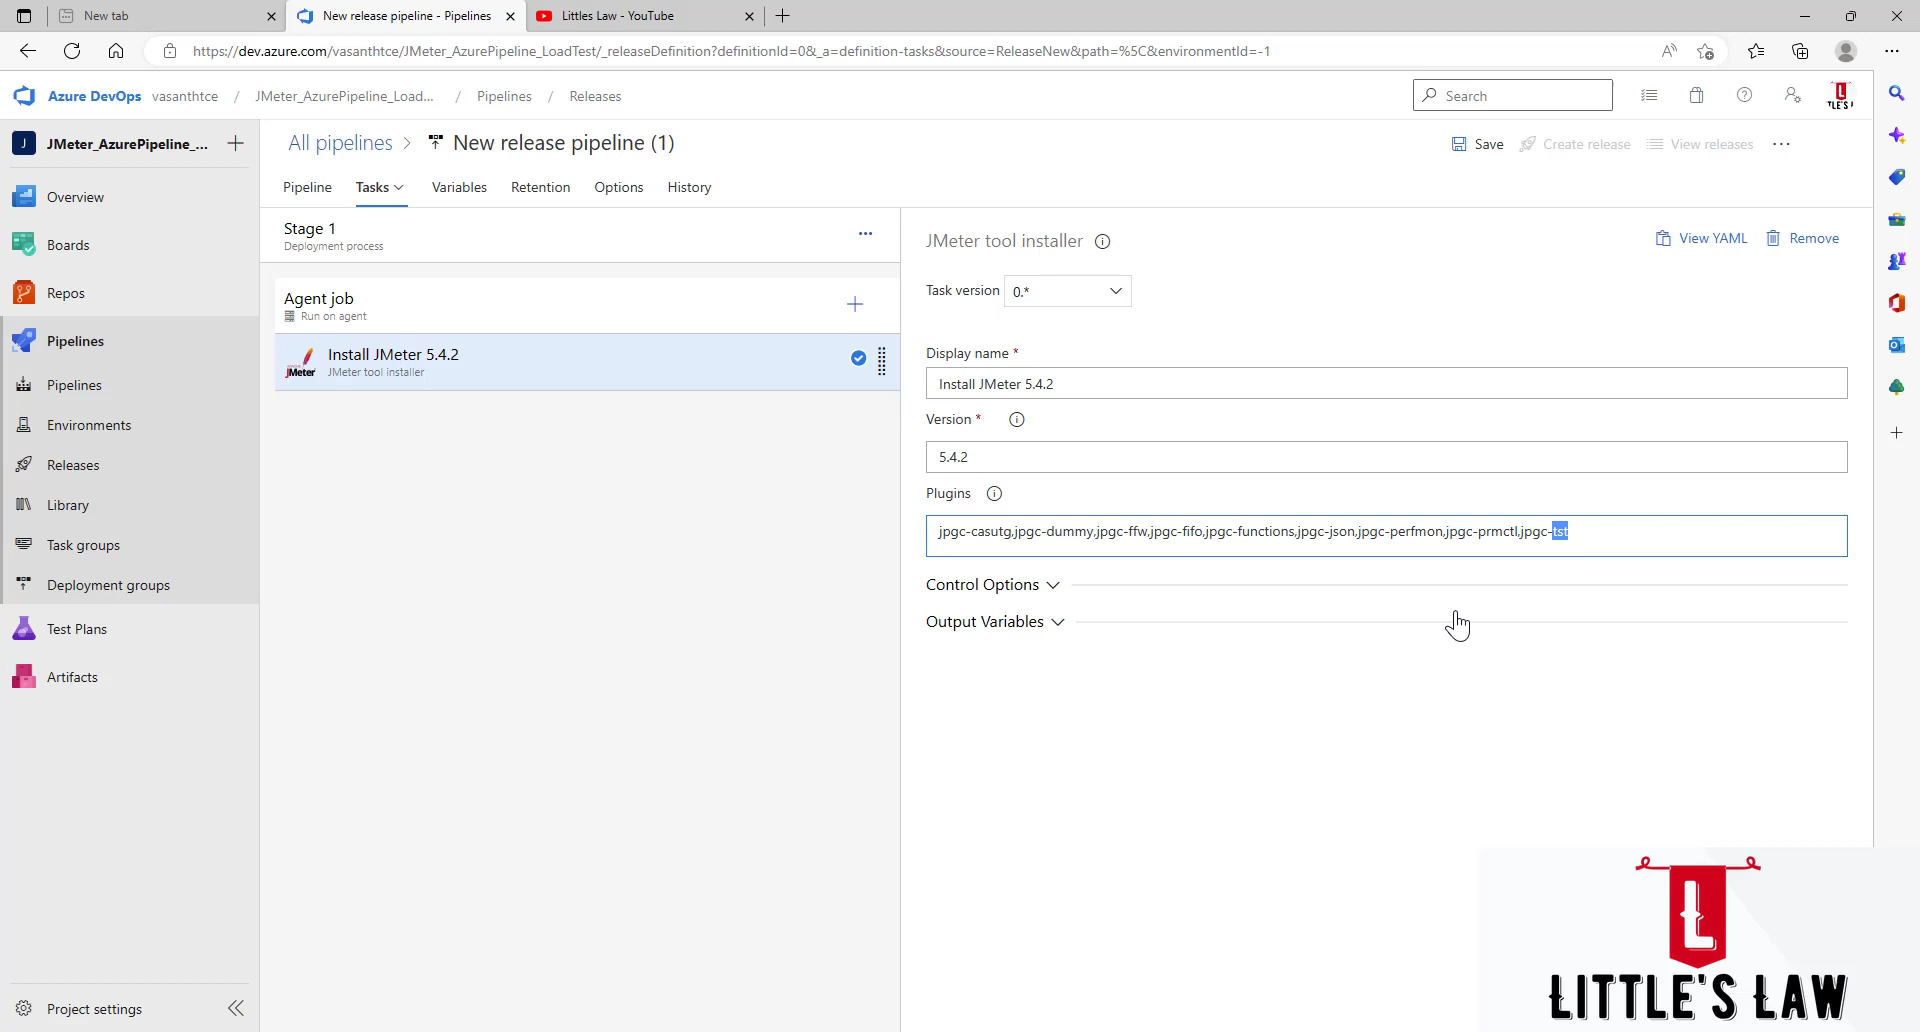 New tab
New release pipeline - Pipelines
Littles Law - YouTube
https://dev.azure.com/vasanthtce/JMeter_AzurePipeline_LoadTest/_releaseDefinition?definitionId=0&_a=definition-tasks&source=ReleaseNew&path=%5C&environmentId=-1
Azure DevOps vasanthtce / JMeter_AzurePipeline_Load... / Pipelines / Releases
Search
L
J JMeter_AzurePipeline_...
All pipelines > New release pipeline (1)
Save Create release View releases ...
Pipeline Tasks Variables Retention Options History
Overview
Boards
Repos
Pipelines
Pipelines
Environments
Releases
Library
Task groups
Deployment groups
Test Plans
Artifacts
Project settings
Stage 1
Deployment process
Agent job
Run on agent
JMeter
Install JMeter 5.4.2
JMeter tool installer
JMeter tool installer
View YAML Remove
Task version 0.*
Display name *
Install JMeter 5.4.2
Version *
5.4.2
Plugins
jpgc-casutg,jpgc-dummy,jpgc-ffw,jpgc-fifo,jpgc-functions,jpgc-json,jpgc-perfmon,jpgc-prmctl,jpgc-tst
Control Options
Output Variables
L
LITTLE'S LAW